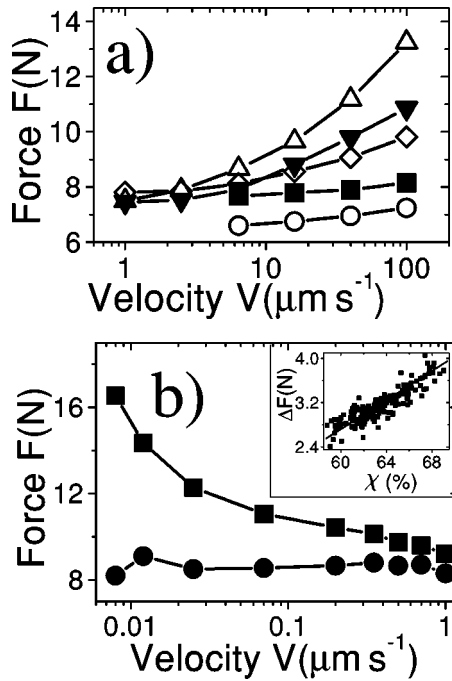 a)
Force F(N)
14
12
10
8
6
1
10
100
Velocity V(μm s⁻¹)
b)
Force F(N)
16
12
8
ΔF(N)
4.0
3.2
2.4
60
64
68
χ (%)
0.01
0.1
1
Velocity V(μm s⁻¹)